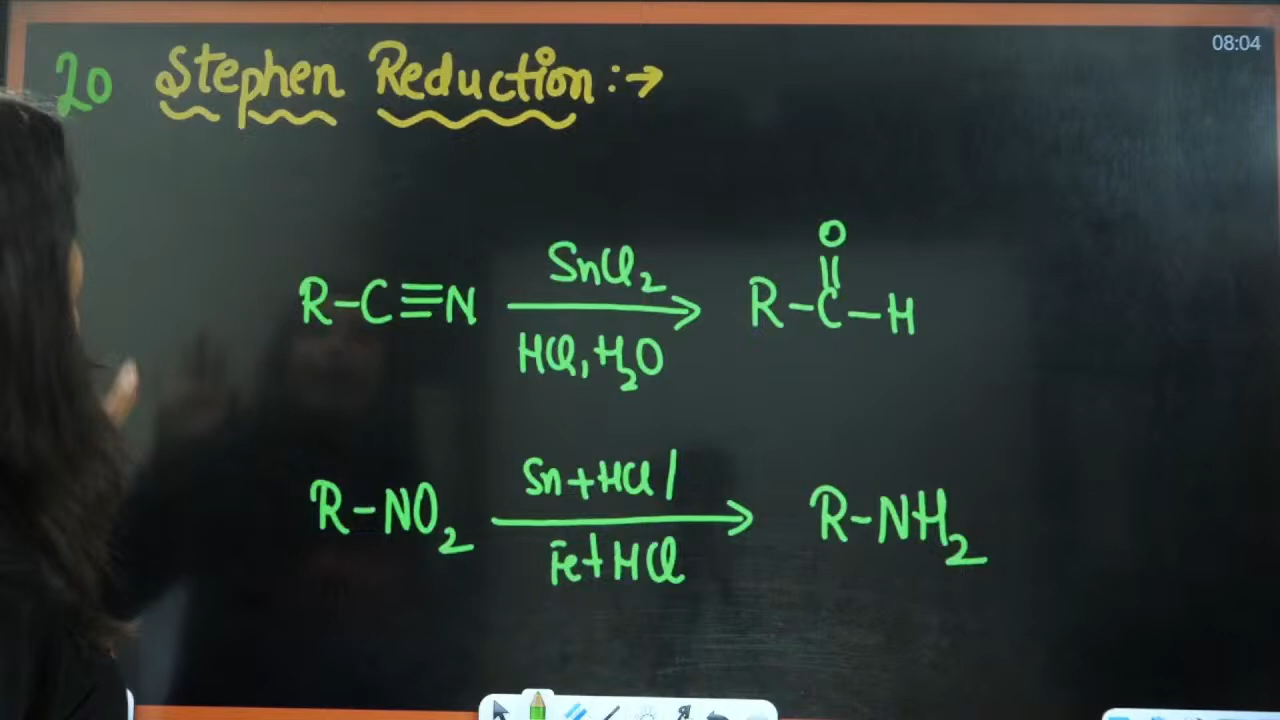 08:04
20 Stephen Reduction :→
R-C≡N SnCl2 HCl, H2O → R-C(=O)-H
R-NO2 Sn+HCl / Fe+HCl → R-NH2